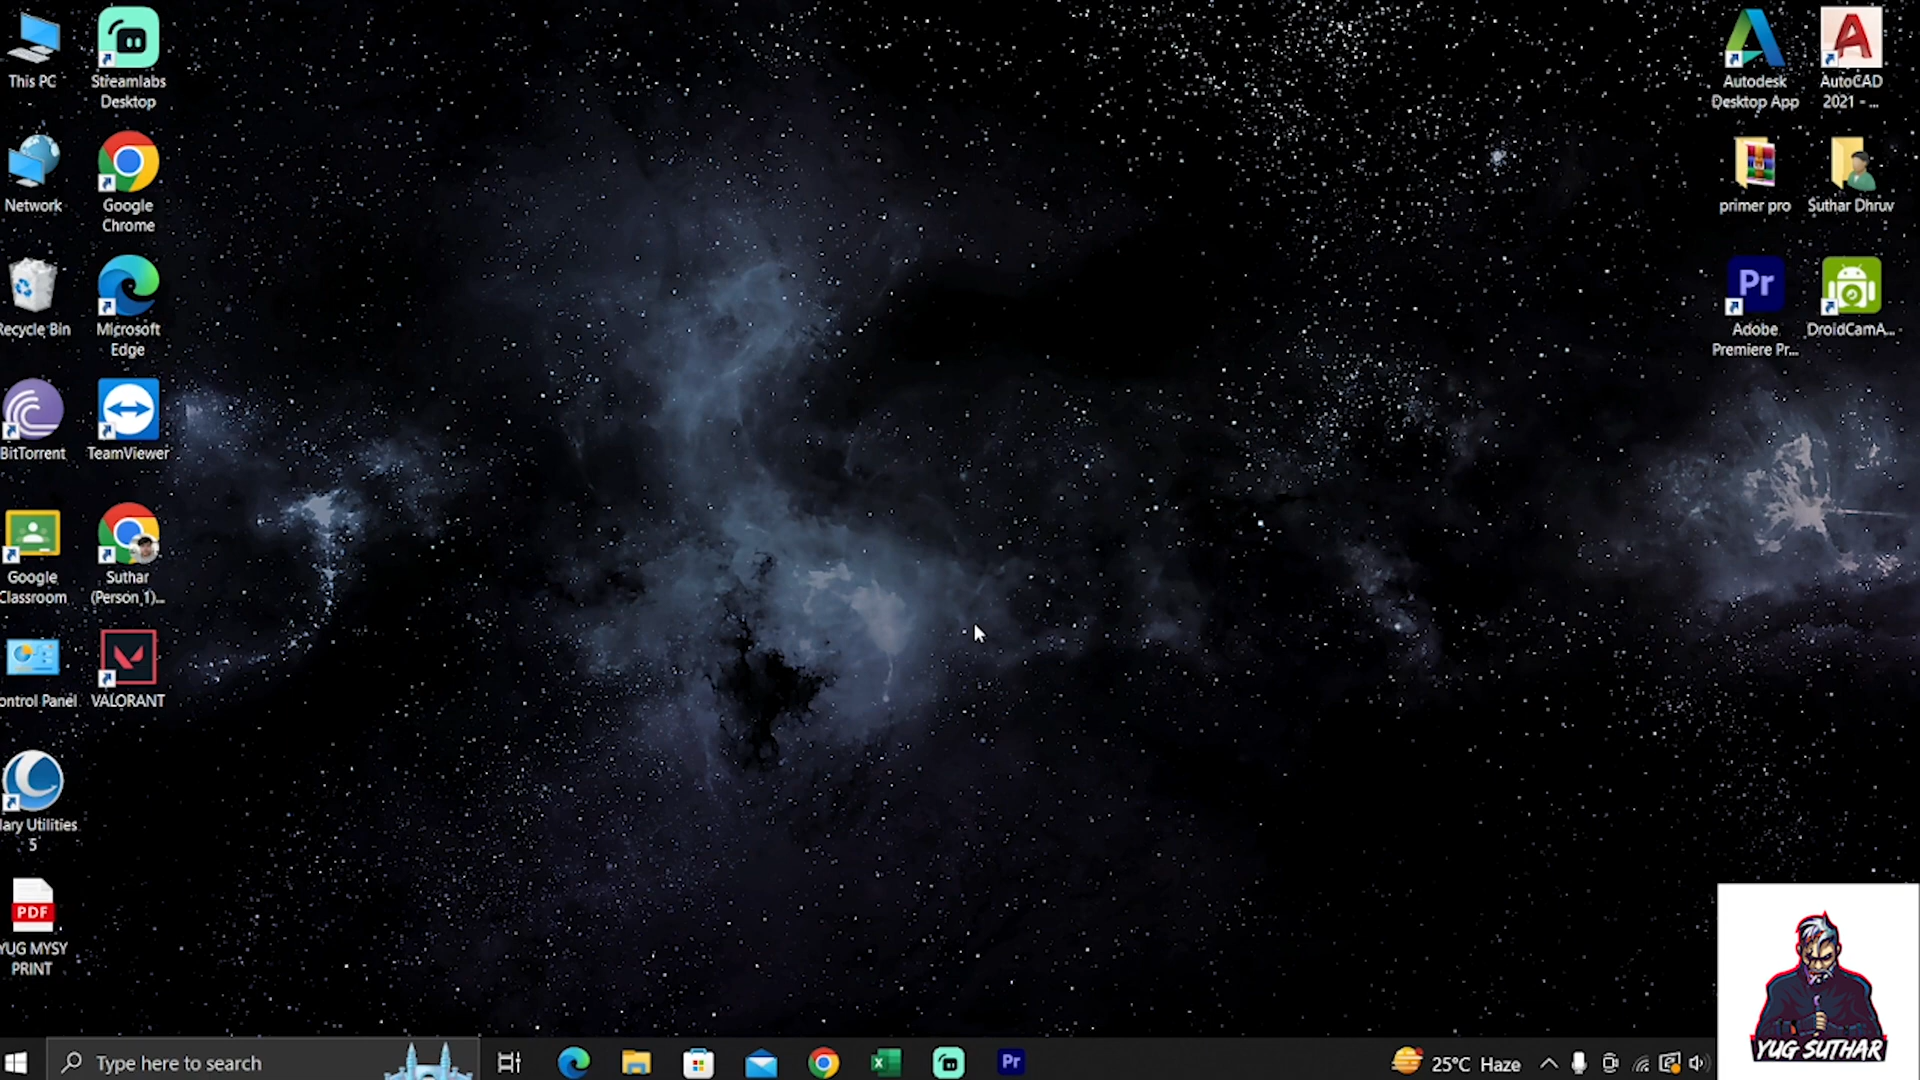 This PC
Streamlabs
Desktop
Autodesk
Desktop App
AutoCAD
2021 - ...
Network
Google
Chrome
primer pro
Suthar Dhruv
Recycle Bin
Microsoft
Edge
Pr
Adobe
Premiere Pr...
DroidCamA...
BitTorrent
TeamViewer
Google
Classroom
Suthar
(Person 1)...
ontrol Panel
VALORANT
lary Utilities
5
PDF
YUG MYSY
PRINT
Type here to search
Pr
25°C Haze
YUG SUTHAR